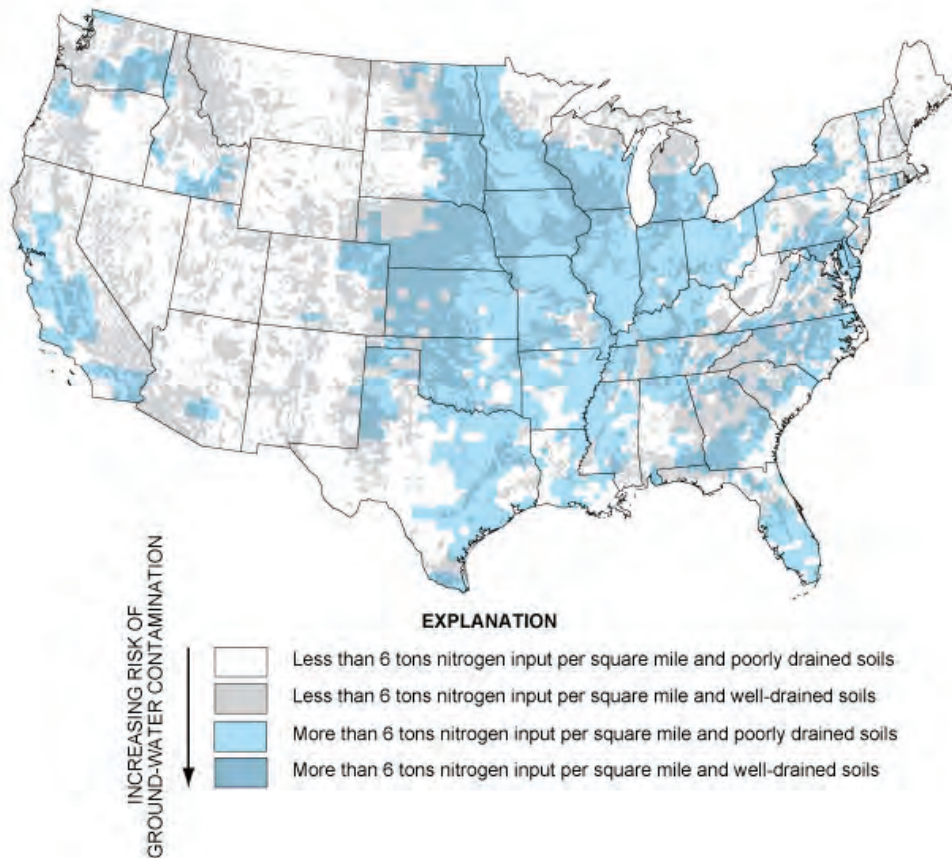 EXPLANATION
INCREASING RISK OF
GROUND-WATER CONTAMINATION
Less than 6 tons nitrogen input per square mile and poorly drained soils
Less than 6 tons nitrogen input per square mile and well-drained soils
More than 6 tons nitrogen input per square mile and poorly drained soils
More than 6 tons nitrogen input per square mile and well-drained soils